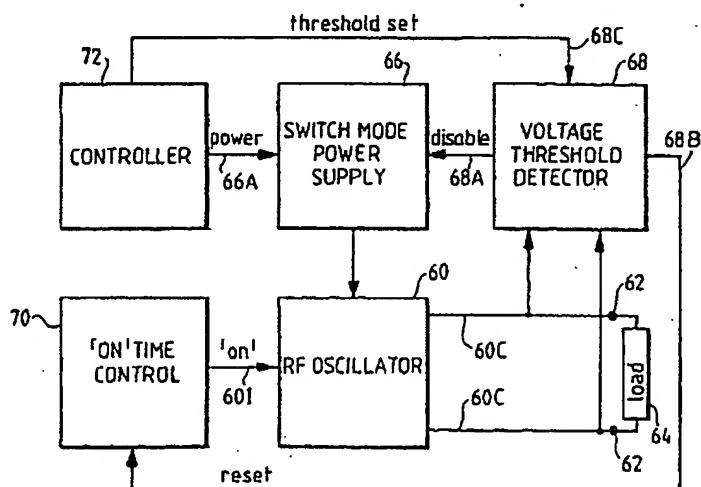 threshold set
68C
72
66
68
CONTROLLER
power
66A
SWITCH MODE
POWER
SUPPLY
disable
68A
VOLTAGE
THRESHOLD
DETECTOR
68B
70
60
62
'ON' TIME
CONTROL
'on'
60I
RF OSCILLATOR
60C
60C
load
64
62
reset